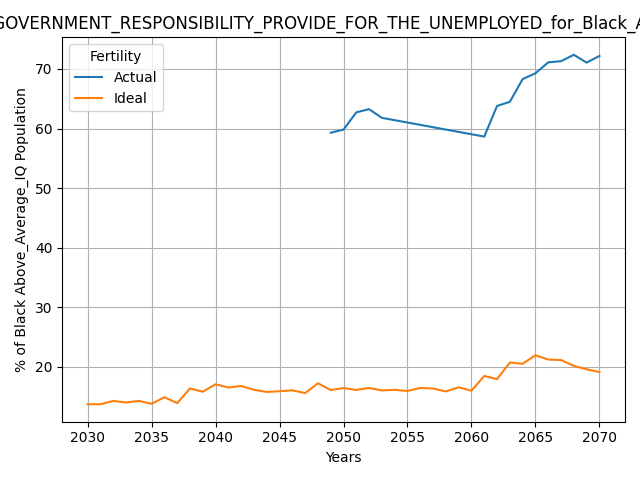 GOVERNMENT_RESPONSIBILITY_PROVIDE_FOR_THE_UNEMPLOYED_for_Black_A
Fertility
Actual
Ideal
% of Black Above_Average_IQ Population
70
60
50
40
30
20
2030 2035 2040 2045 2050 2055 2060 2065 2070
Years